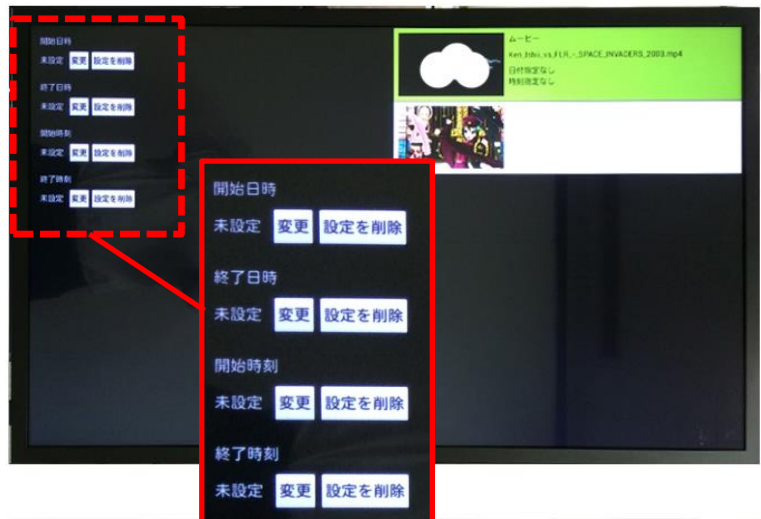 開始日時
未設定 変更 設定を削除
終了日時
未設定 変更 設定を削除
開始時刻
未設定 変更 設定を削除
終了時刻
未設定 変更 設定を削除
ムービー
Ken_Ishii_vs_FLR_-_SPACE_INVADERS_2003.mp4
日付指定なし
時刻指定なし
開始日時
未設定 変更 設定を削除
終了日時
未設定 変更 設定を削除
開始時刻
未設定 変更 設定を削除
終了時刻
未設定 変更 設定を削除